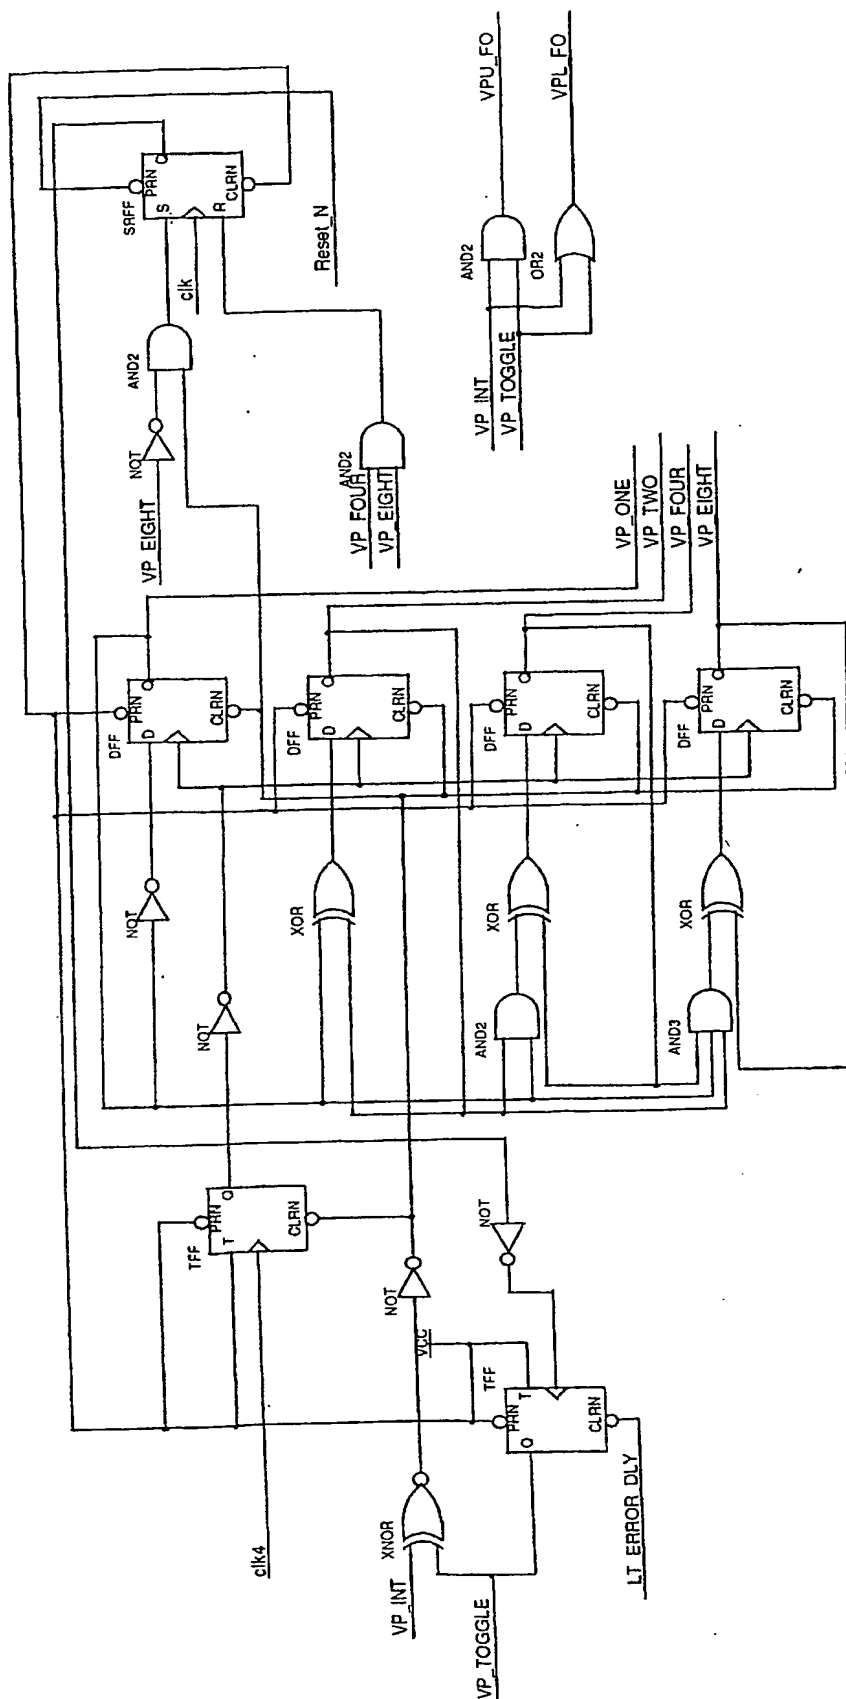 VP_INT
VP_TOGGLE
XNOR
clk4
LT_ERROR_DLY
TFF
PRN
T
Q
CLRN
NOT
VCC
NOT
TFF
PRN
T
Q
CLRN
NOT
NOT
DFF
PRN
D
Q
CLRN
XOR
DFF
PRN
D
Q
CLRN
AND2
XOR
DFF
PRN
D
Q
CLRN
AND3
XOR
DFF
PRN
D
Q
CLRN
VP_EIGHT
NOT
AND2
clk
SRFF
PRN
S
Q
R
CLRN
Reset_N
VP_FOUR
VP_EIGHT
AND2
VP_ONE
VP_TWO
VP_FOUR
VP_EIGHT
VP_INT
VP_TOGGLE
AND2
OR2
VPU_FO
VPL_FO